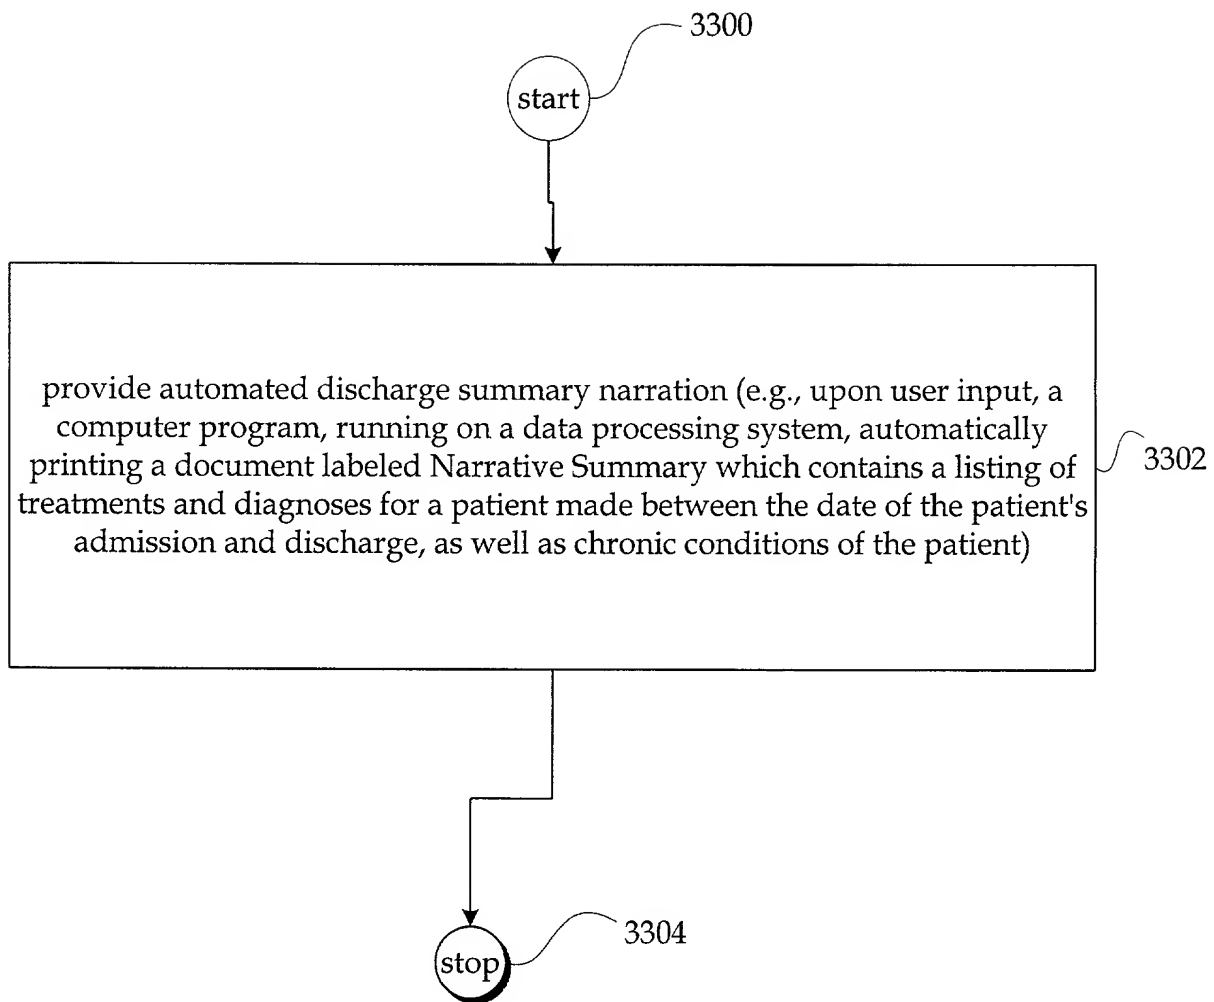 3300
start
provide automated discharge summary narration (e.g., upon user input, a
computer program, running on a data processing system, automatically
printing a document labeled Narrative Summary which contains a listing of
treatments and diagnoses for a patient made between the date of the patient's
admission and discharge, as well as chronic conditions of the patient)
3302
3304
stop